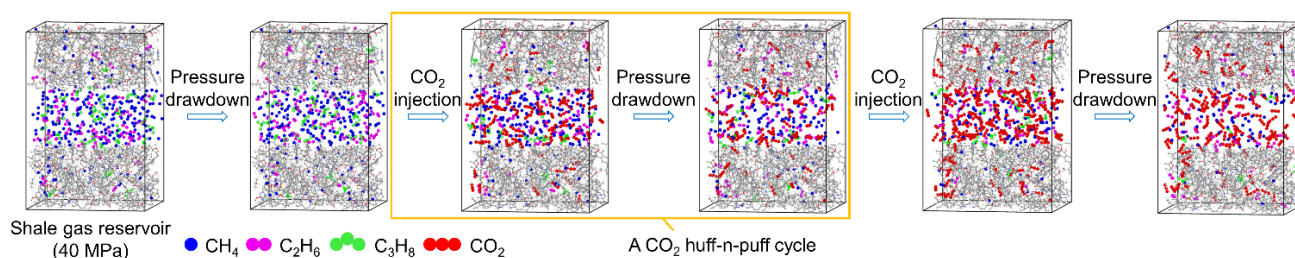 Pressure
drawdown
CO₂
injection
Pressure
drawdown
CO₂
injection
Pressure
drawdown
Shale gas reservoir
(40 MPa)
CH₄
C₂H₆
C₃H₈
CO₂
A CO₂ huff-n-puff cycle